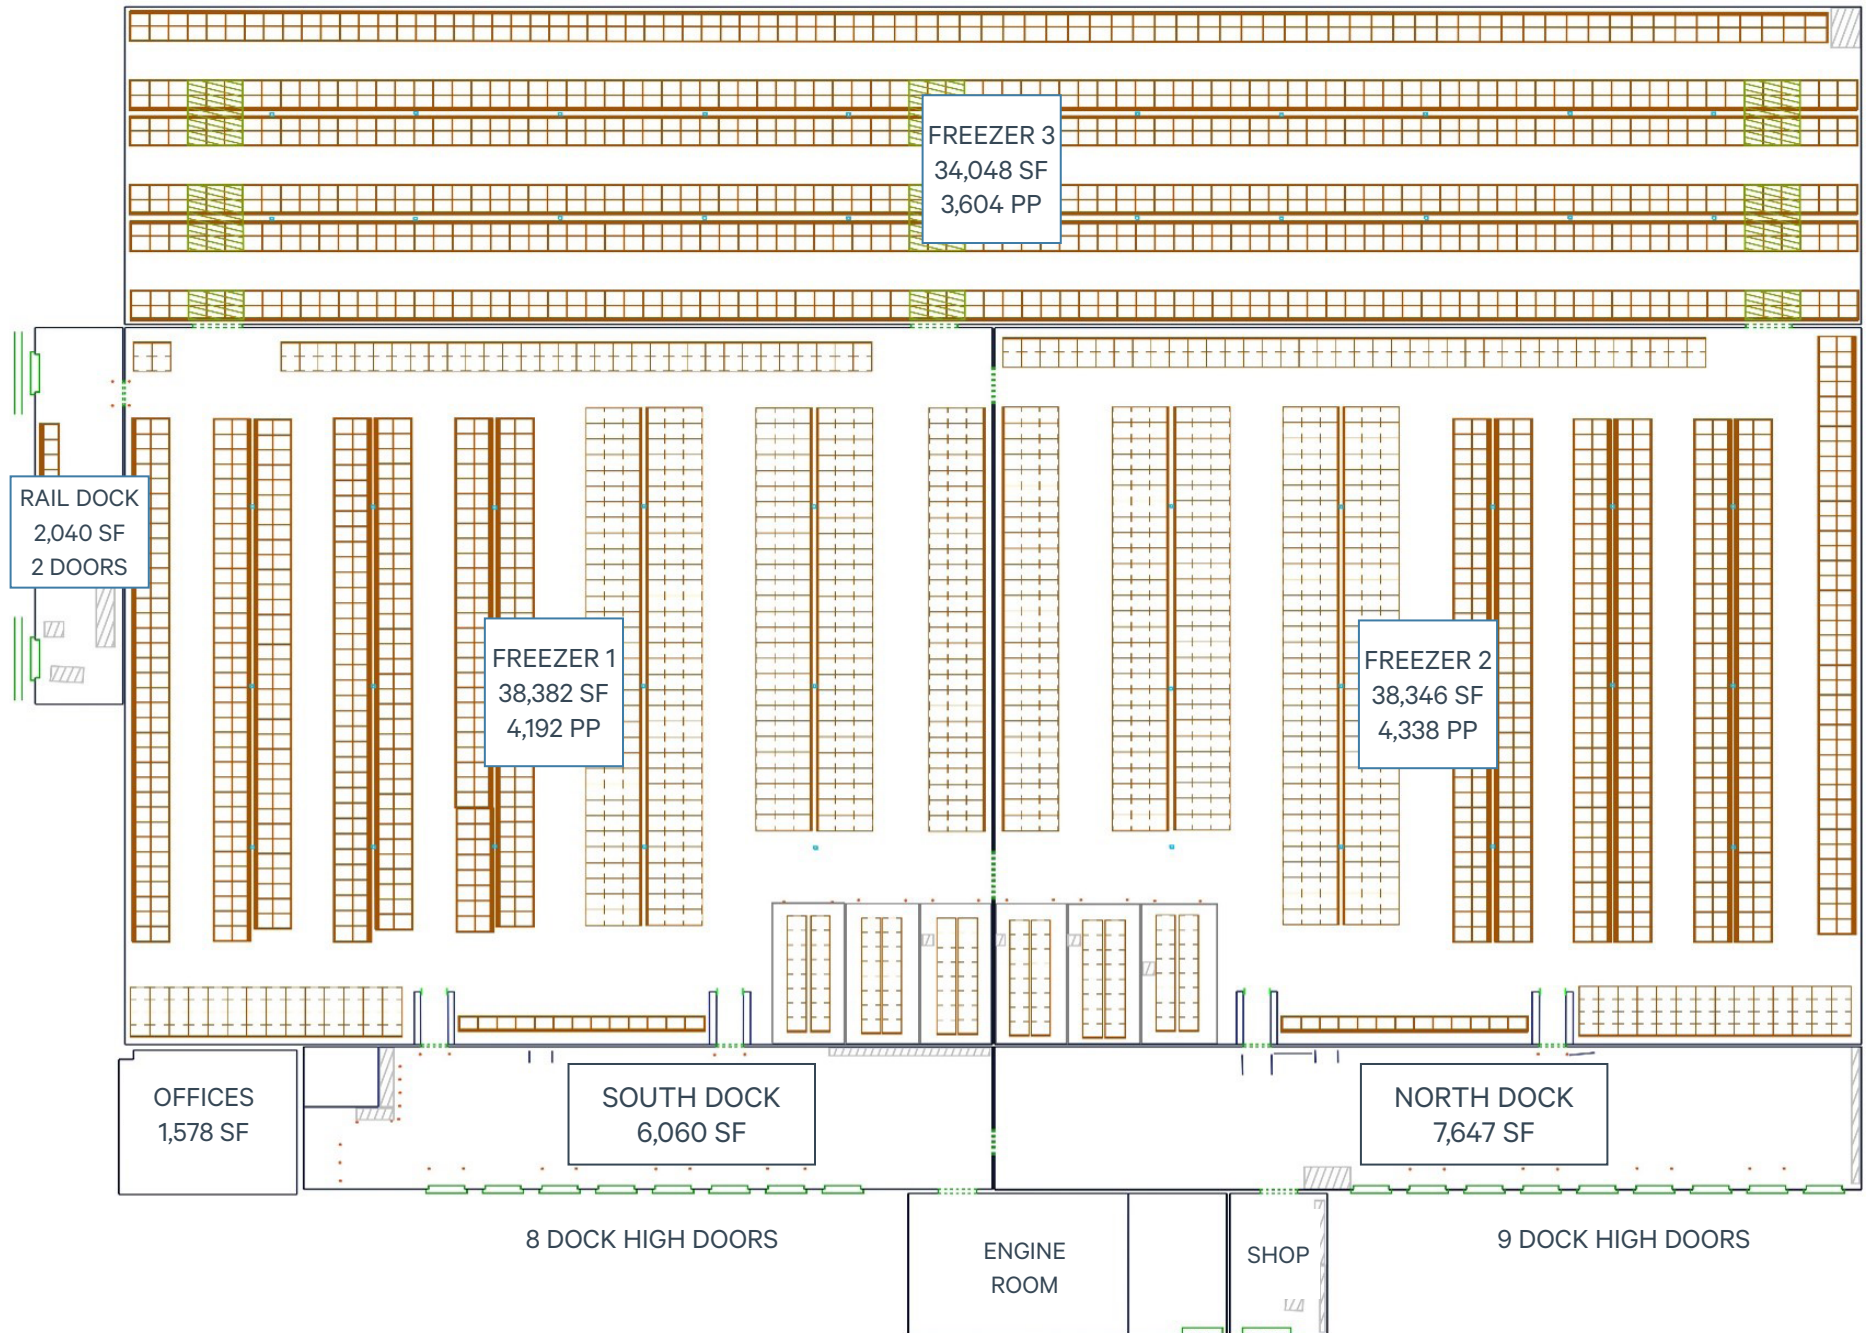 FREEZER 3
34,048 SF
3,604 PP
RAIL DOCK
2,040 SF
2 DOORS
FREEZER 1
38,382 SF
4,192 PP
FREEZER 2
38,346 SF
4,338 PP
OFFICES
1,578 SF
SOUTH DOCK
6,060 SF
NORTH DOCK
7,647 SF
8 DOCK HIGH DOORS
ENGINE
ROOM
SHOP
9 DOCK HIGH DOORS